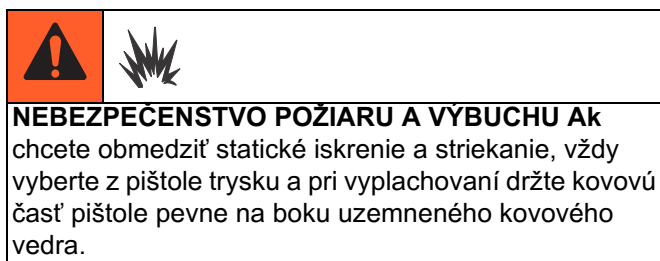 NEBEZPEČENSTVO POŽIARU A VÝBUCHU Ak
chcete obmedziť statické iskrenie a striekanie, vždy
vyberte z pištole trysku a pri vyplachovaní držte kovovú
časť pištole pevne na boku uzemneného kovového
vedra.